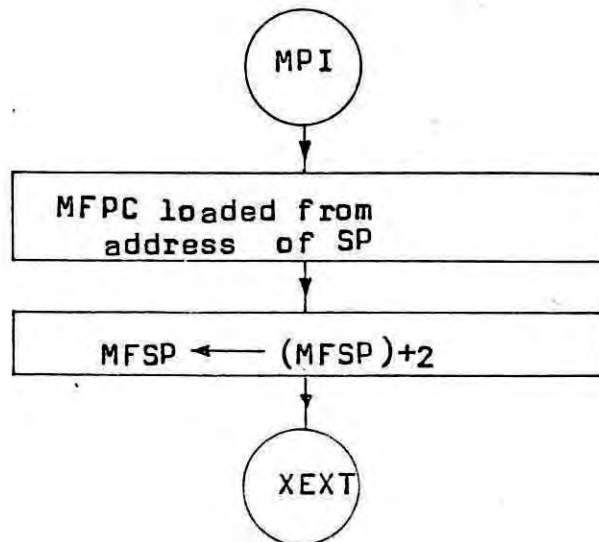 MPI
MFPC loaded from
address of SP
MFSP ← (MFSP)+2
XEXT